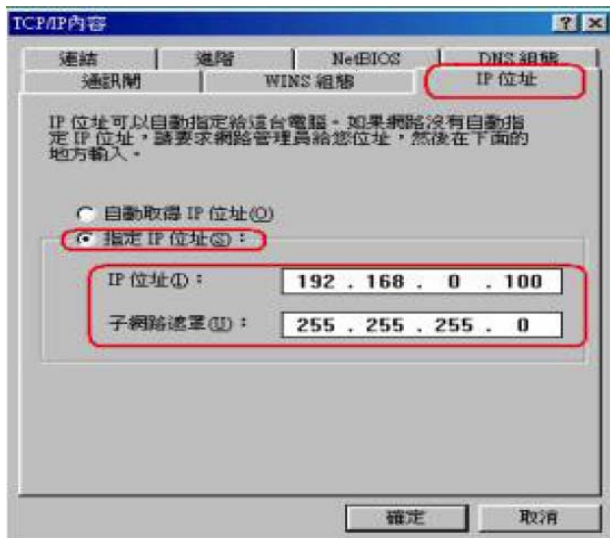 TCP/IP內容
連結 進階 NetBIOS DNS 組態
通訊閘 WINS 組態 IP 位址
IP 位址可以自動指定給這台電腦。如果網路沒有自動指
定 IP 位址，請要求網路管理員給您位址，然後在下面的
地方輸入。
自動取得 IP 位址(O)
指定 IP 位址(S)：
IP 位址(I)： 192 . 168 . 0 . 100
子網路遮罩(U)： 255 . 255 . 255 . 0
確定 取消